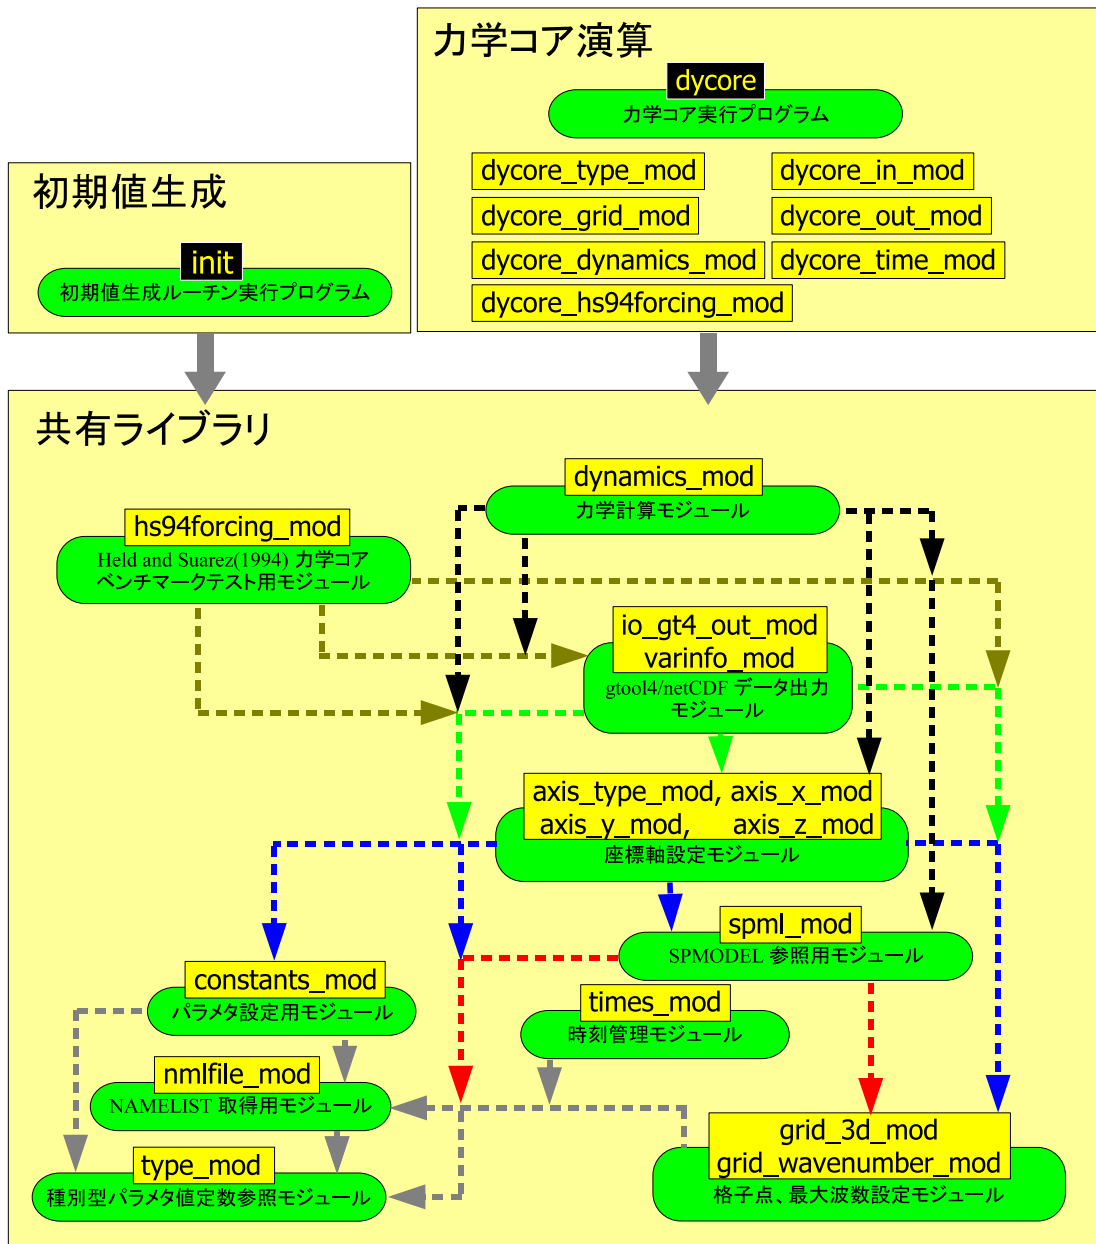 力学コア演算
dycore
力学コア実行プログラム
dycore_type_mod
dycore_in_mod
dycore_grid_mod
dycore_out_mod
dycore_dynamics_mod
dycore_time_mod
dycore_hs94forcing_mod
初期値生成
init
初期値生成ルーチン実行プログラム
共有ライブラリ
dynamics_mod
力学計算モジュール
hs94forcing_mod
Held and Suarez(1994) 力学コア
ベンチマークテスト用モジュール
io_gt4_out_mod
varinfo_mod
gtool4/netCDF データ出力
モジュール
axis_type_mod, axis_x_mod
axis_y_mod, axis_z_mod
座標軸設定モジュール
spml_mod
SPMODEL 参照用モジュール
constants_mod
パラメタ設定用モジュール
times_mod
時刻管理モジュール
nmlfile_mod
NAMELIST 取得用モジュール
type_mod
種別型パラメタ値定数参照モジュール
grid_3d_mod
grid_wavenumber_mod
格子点、最大波数設定モジュール